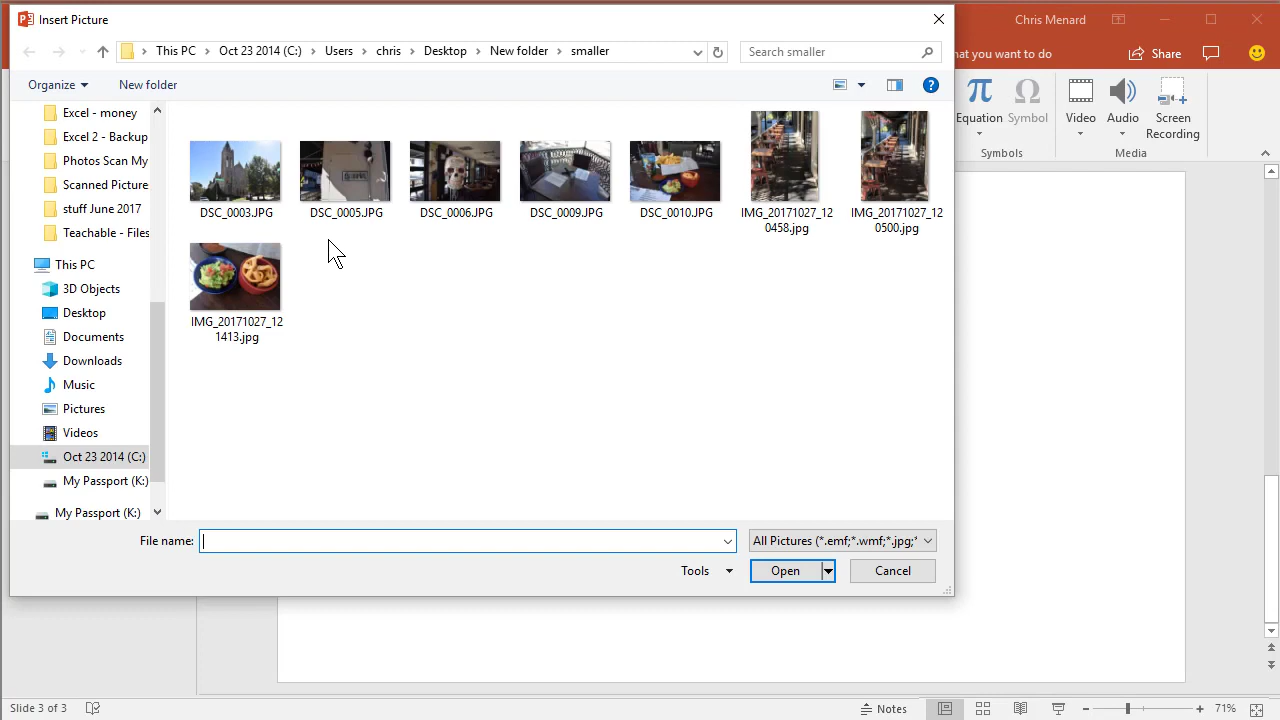 Insert Picture
Chris Menard
This PC
Oct 23 2014 (C:)
Users
chris
Desktop
New folder
smaller
Search smaller
hat you want to do
Share
Organize
New folder
Excel - money
Excel 2 - Backup
Photos Scan My
Scanned Picture
stuff June 2017
Teachable - Files
This PC
3D Objects
Desktop
Documents
Downloads
Music
Pictures
Videos
Oct 23 2014 (C:)
My Passport (K:)
My Passport (K:)
DSC_0003.JPG
DSC_0005.JPG
DSC_0006.JPG
DSC_0009.JPG
DSC_0010.JPG
IMG_20171027_12
0458.jpg
IMG_20171027_12
0500.jpg
IMG_20171027_12
1413.jpg
π
Ω
Equation
Symbol
Video
Audio
Screen
Recording
Symbols
Media
File name:
All Pictures (*.emf;*.wmf;*.jpg;*
Tools
Open
Cancel
Slide 3 of 3
Notes
71%